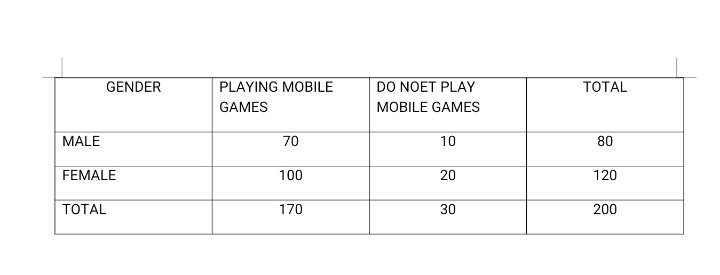 GENDER PLAYING MOBILE DO NOET PLAY TOTAL
GAMES MOBILE GAMES
MALE 70 10 80
FEMALE 100 20 120
TOTAL 170 30 200